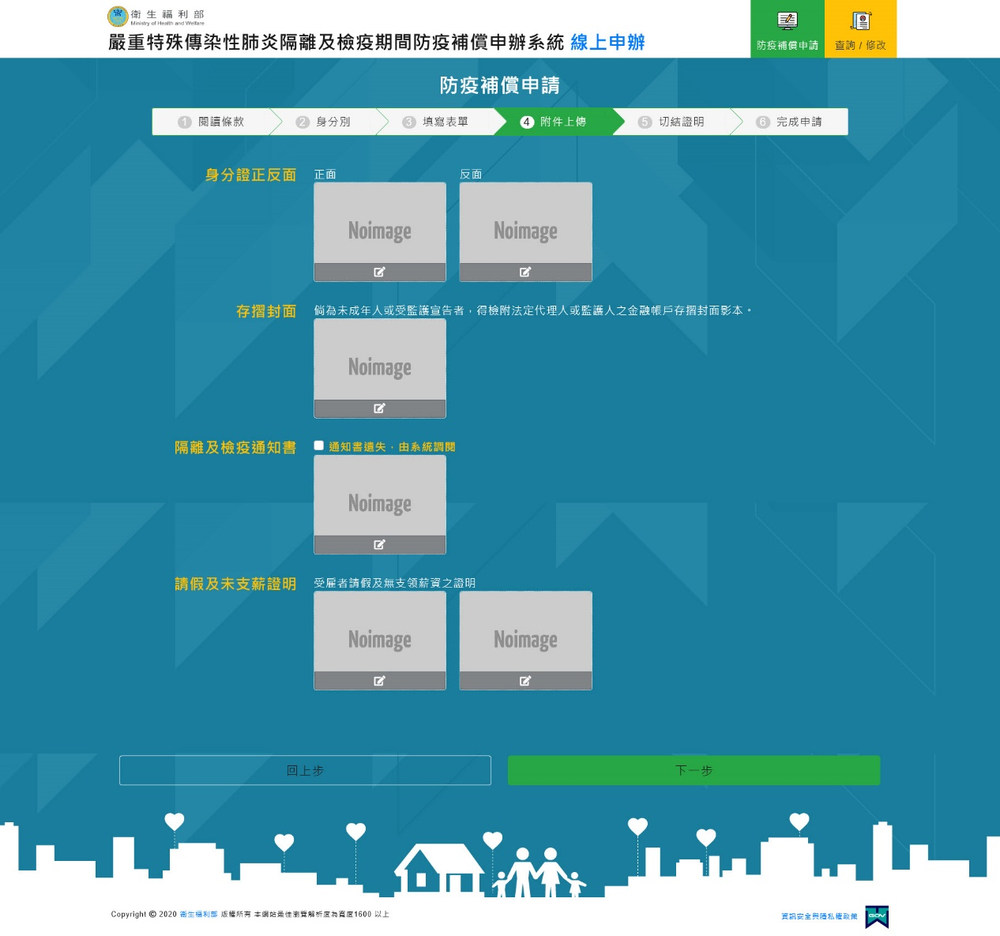 衛生福利部
Ministry of Health and Welfare
嚴重特殊傳染性肺炎隔離及檢疫期間防疫補償申辦系統 線上申辦
防疫補償申請
查詢 / 修改
防疫補償申請
1 閱讀條款
2 身分別
3 填寫表單
4 附件上傳
5 切結證明
6 完成申請
身分證正反面
正面
反面
Noimage
Noimage
存摺封面
倘為未成年人或受監護宣告者，得檢附法定代理人或監護人之金融帳戶存摺封面影本。
Noimage
隔離及檢疫通知書
通知書遺失，由系統調閱
Noimage
請假及未支薪證明
受雇者請假及無支領薪資之證明
Noimage
Noimage
回上步
下一步
Copyright © 2020 衛生福利部 版權所有 本網站最佳瀏覽解析度為寬度1600 以上
資訊安全與隱私權政策
GOV